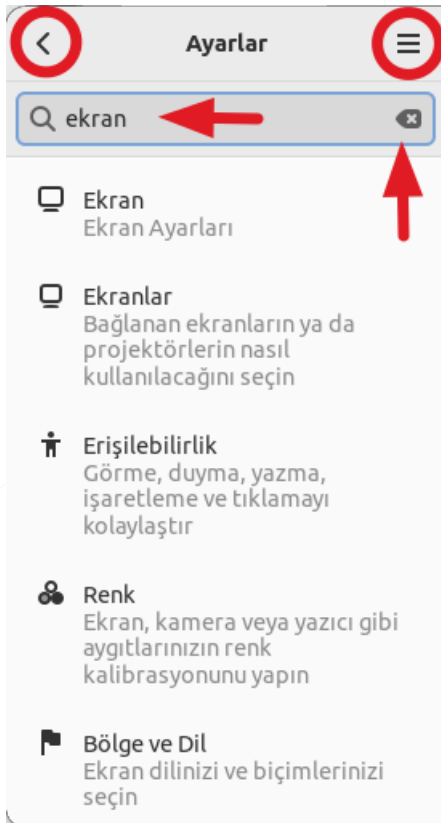 Ayarlar
ekran
Ekran
Ekran Ayarları
Ekranlar
Bağlanan ekranların ya da
projektörlerin nasıl
kullanılacağını seçin
Erişilebilirlik
Görme, duyma, yazma,
işaretleme ve tıklamayı
kolaylaştır
Renk
Ekran, kamera veya yazıcı gibi
aygıtlarınızın renk
kalibrasyonunu yapın
Bölge ve Dil
Ekran dilinizi ve biçimlerinizi
seçin